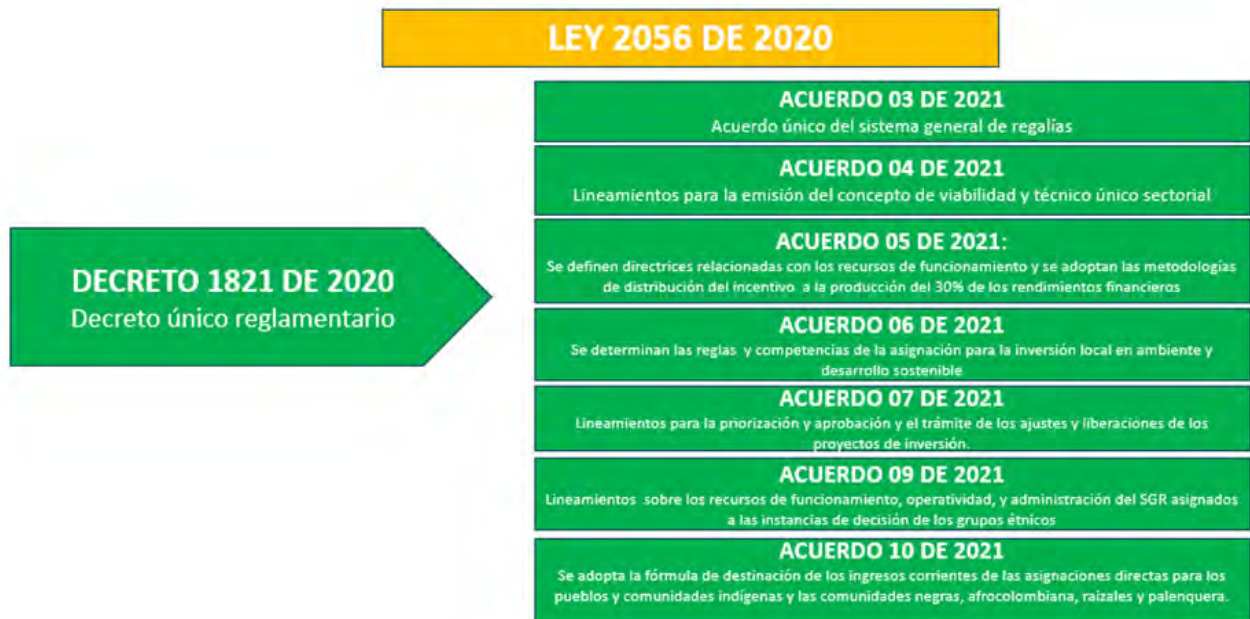 LEY 2056 DE 2020
DECRETO 1821 DE 2020
Decreto único reglamentario
ACUERDO 03 DE 2021
Acuerdo único del sistema general de regalías
ACUERDO 04 DE 2021
Lineamientos para la emisión del concepto de viabilidad y técnico único sectorial
ACUERDO 05 DE 2021:
Se definen directrices relacionadas con los recursos de funcionamiento y se adoptan las metodologías
de distribución del incentivo a la producción del 30% de los rendimientos financieros
ACUERDO 06 DE 2021
Se determinan las reglas y competencias de la asignación para la inversión local en ambiente y
desarrollo sostenible
ACUERDO 07 DE 2021
Lineamientos para la priorización y aprobación y el trámite de los ajustes y liberaciones de los
proyectos de inversión.
ACUERDO 09 DE 2021
Lineamientos sobre los recursos de funcionamiento, operatividad, y administración del SGR asignados
a las instancias de decisión de los grupos étnicos
ACUERDO 10 DE 2021
Se adopta la fórmula de destinación de los ingresos corrientes de las asignaciones directas para los
pueblos y comunidades indígenas y las comunidades negras, afrocolombiana, raizales y palenquera.